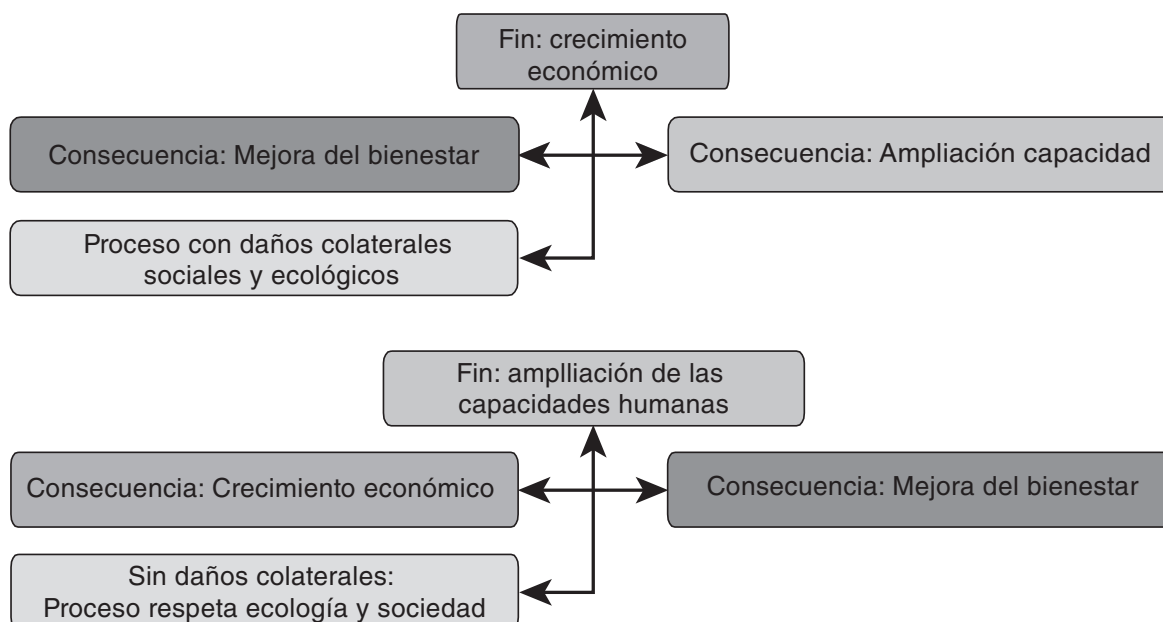 Fin: crecimiento
económico
Consecuencia: Mejora del bienestar
Consecuencia: Ampliación capacidad
Proceso con daños colaterales
sociales y ecológicos
Fin: amplliación de las
capacidades humanas
Consecuencia: Crecimiento económico
Consecuencia: Mejora del bienestar
Sin daños colaterales:
Proceso respeta ecología y sociedad